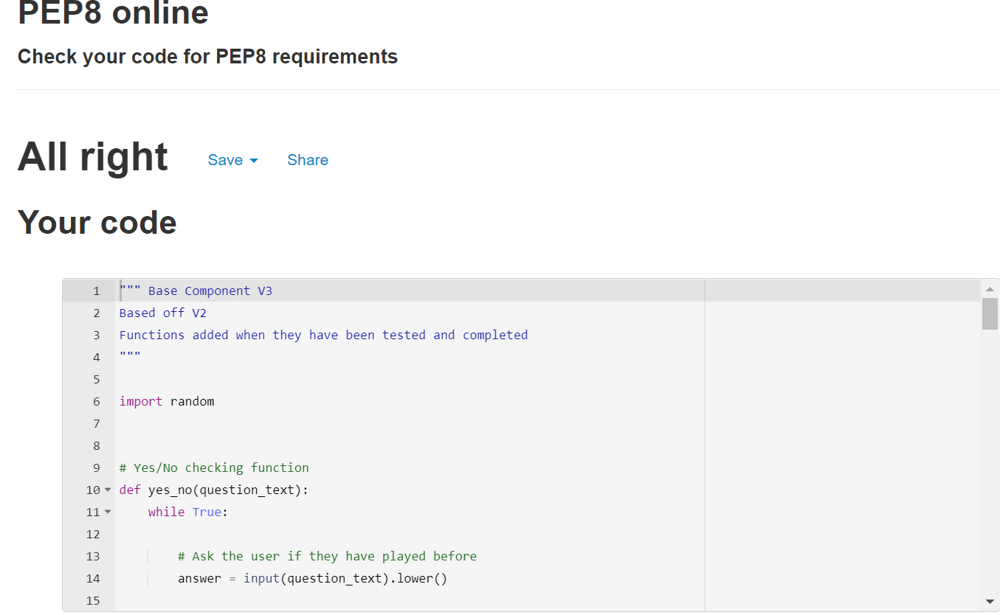 PEP8 online
Check your code for PEP8 requirements
All right Save Share
Your code
1 """ Base Component V3
2 Based off V2
3 Functions added when they have been tested and completed
4 """
5
6 import random
7
8
9 # Yes/No checking function
10 def yes_no(question_text):
11 while True:
12
13 # Ask the user if they have played before
14 answer = input(question_text).lower()
15